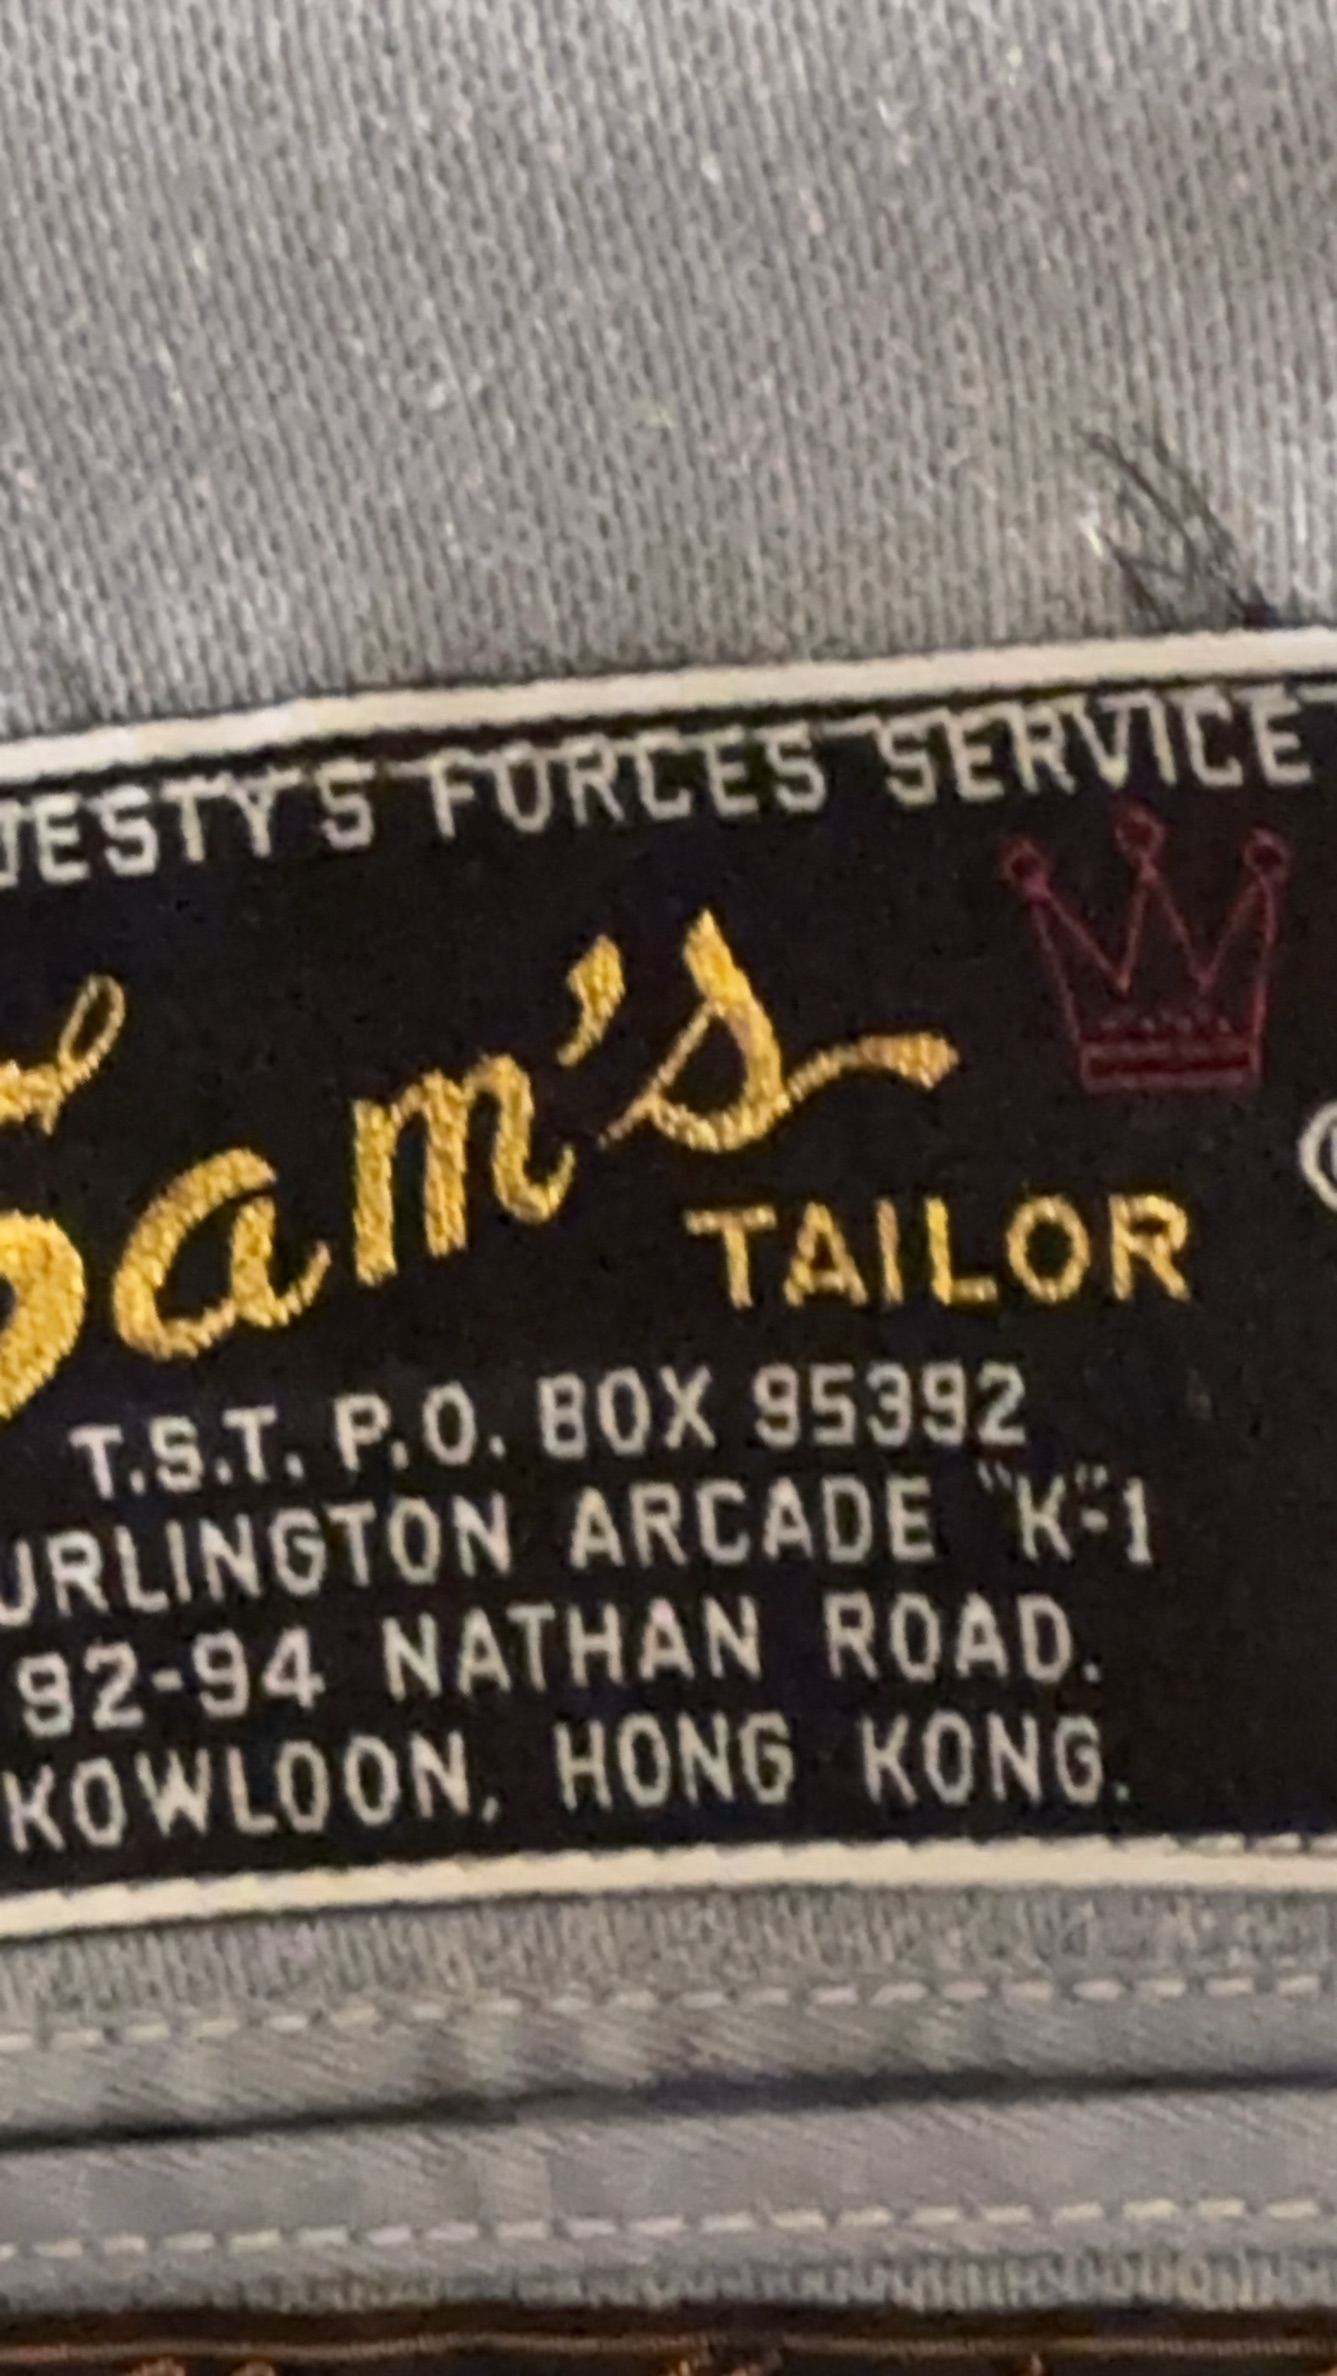 JESTY'S FORCES SERVICE
Sam's
TAILOR
T.S.T. P.O. BOX 95392
URLINGTON ARCADE "K"-1
92-94 NATHAN ROAD.
KOWLOON, HONG KONG.